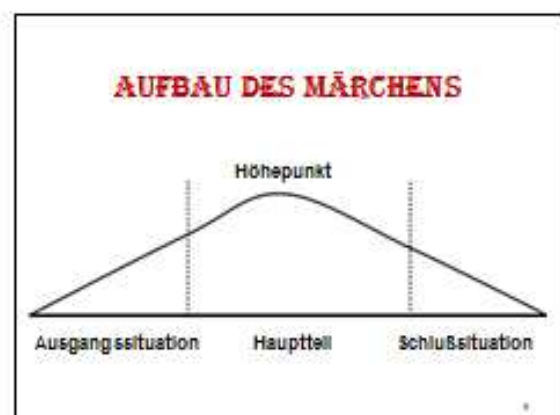 AUFBAU DES MÄRCHENS
Höhepunkt
Ausgangssituation Hauptteil Schlußsituation